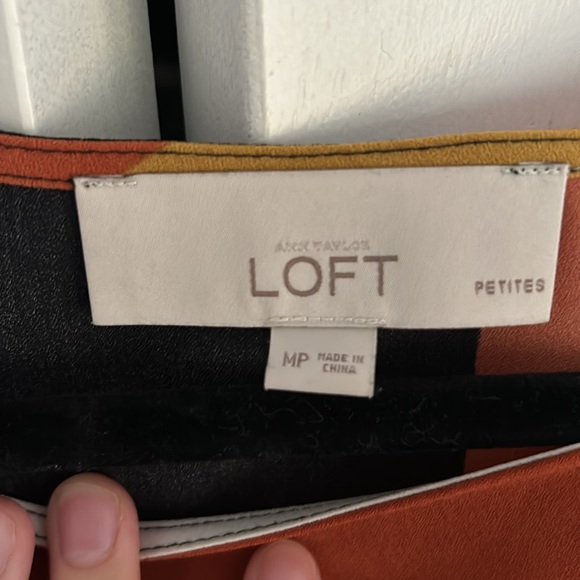 ANN TAYLOR
LOFT
PETITES
MP MADE IN
CHINA